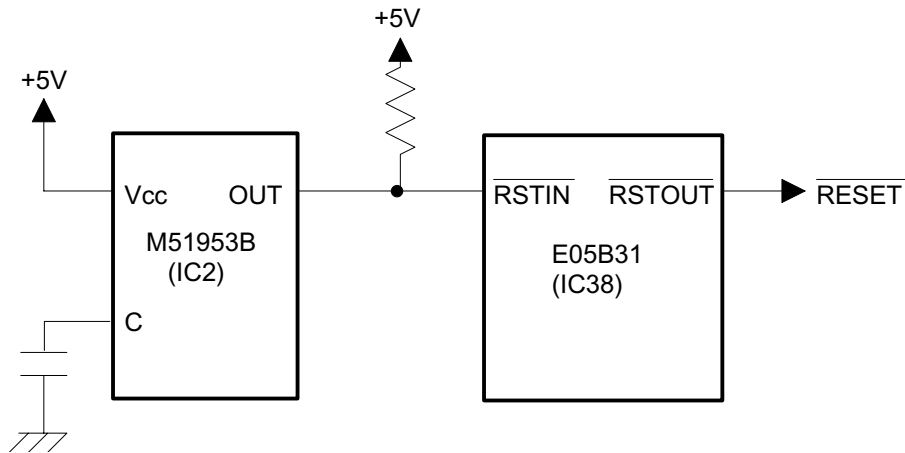 +5V
+5V
Vcc
OUT
M51953B
(IC2)
C
RSTIN
RSTOUT
E05B31
(IC38)
RESET